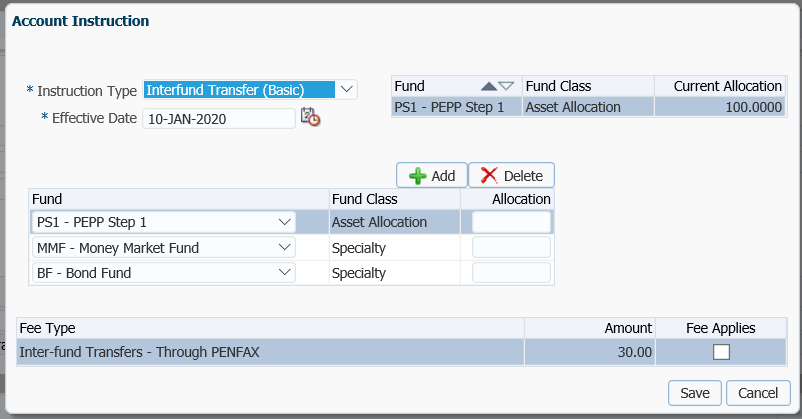 Account Instruction
* Instruction Type Interfund Transfer (Basic)
* Effective Date 10-JAN-2020
Fund Fund Class Current Allocation
PS1 - PEPP Step 1 Asset Allocation 100.0000
Add Delete
Fund Fund Class Allocation
PS1 - PEPP Step 1 Asset Allocation
MMF - Money Market Fund Specialty
BF - Bond Fund Specialty
Fee Type Amount Fee Applies
Inter-fund Transfers - Through PENFAX 30.00
Save Cancel